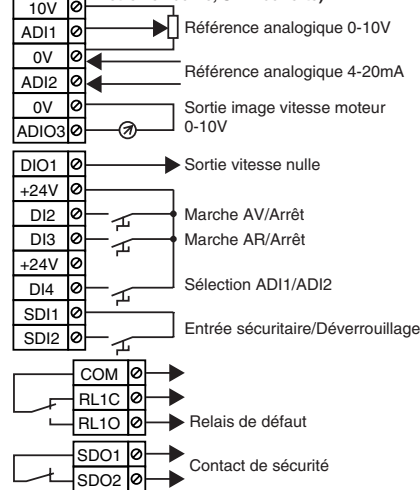 10V
ADI1
Référence analogique 0-10V
0V
ADI2
Référence analogique 4-20mA
0V
ADIO3
Sortie image vitesse moteur
0-10V
DIO1
Sortie vitesse nulle
+24V
DI2
Marche AV/Arrêt
DI3
Marche AR/Arrêt
+24V
DI4
Sélection ADI1/ADI2
SDI1
SDI2
Entrée sécuritaire/Déverrouillage
COM
RL1C
RL1O
Relais de défaut
SDO1
SDO2
Contact de sécurité